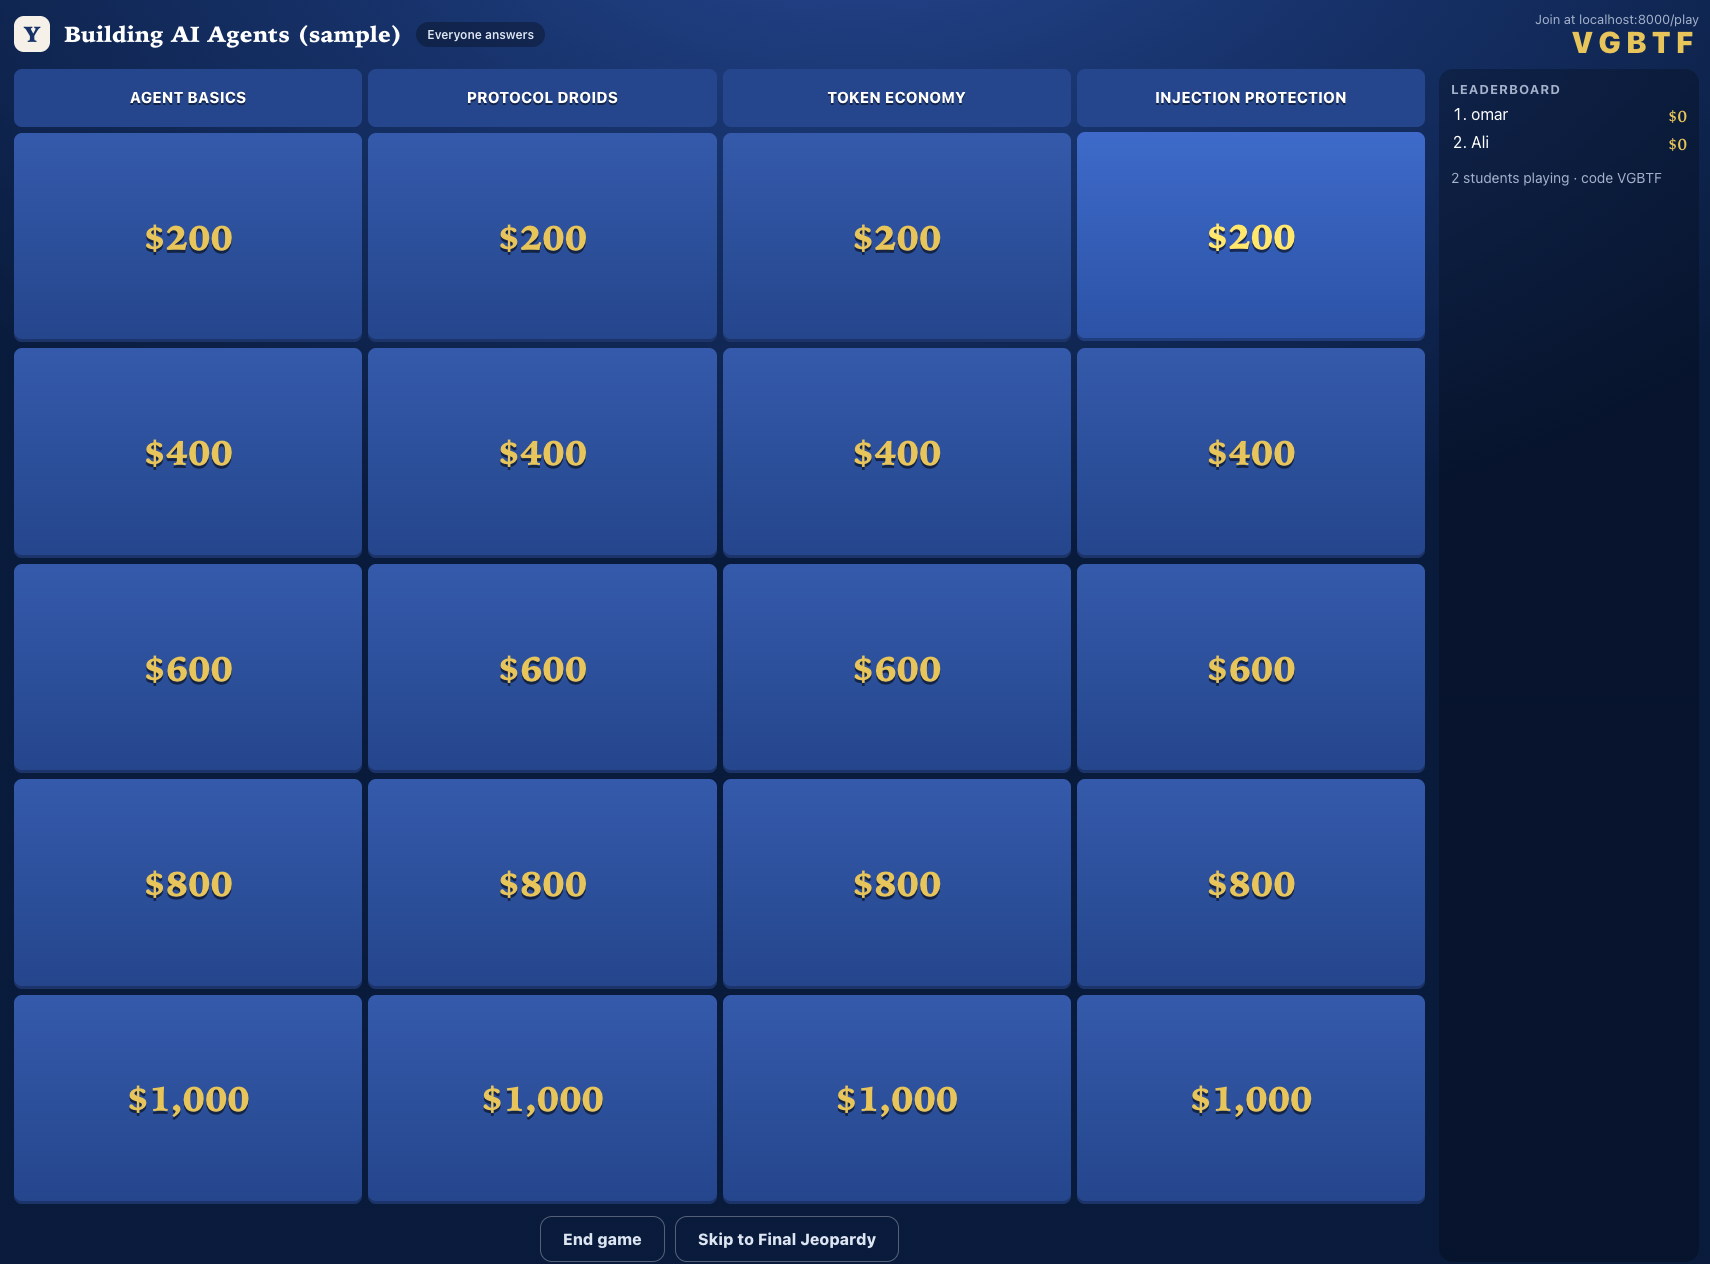 Y
Building AI Agents (sample)
Everyone answers
Join at localhost:8000/play
VGBTF
AGENT BASICS
PROTOCOL DROIDS
TOKEN ECONOMY
INJECTION PROTECTION
$200
$200
$200
$200
$400
$400
$400
$400
$600
$600
$600
$600
$800
$800
$800
$800
$1,000
$1,000
$1,000
$1,000
LEADERBOARD
1. omar $0
2. Ali $0
2 students playing · code VGBTF
End game
Skip to Final Jeopardy